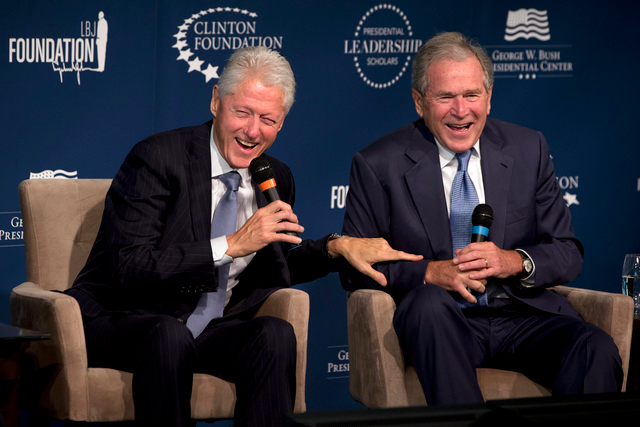 LBJ
FOUNDATION
CLINTON
FOUNDATION
PRESIDENTIAL
LEADERSHIP
SCHOLARS
GEORGE W. BUSH
PRESIDENTIAL CENTER